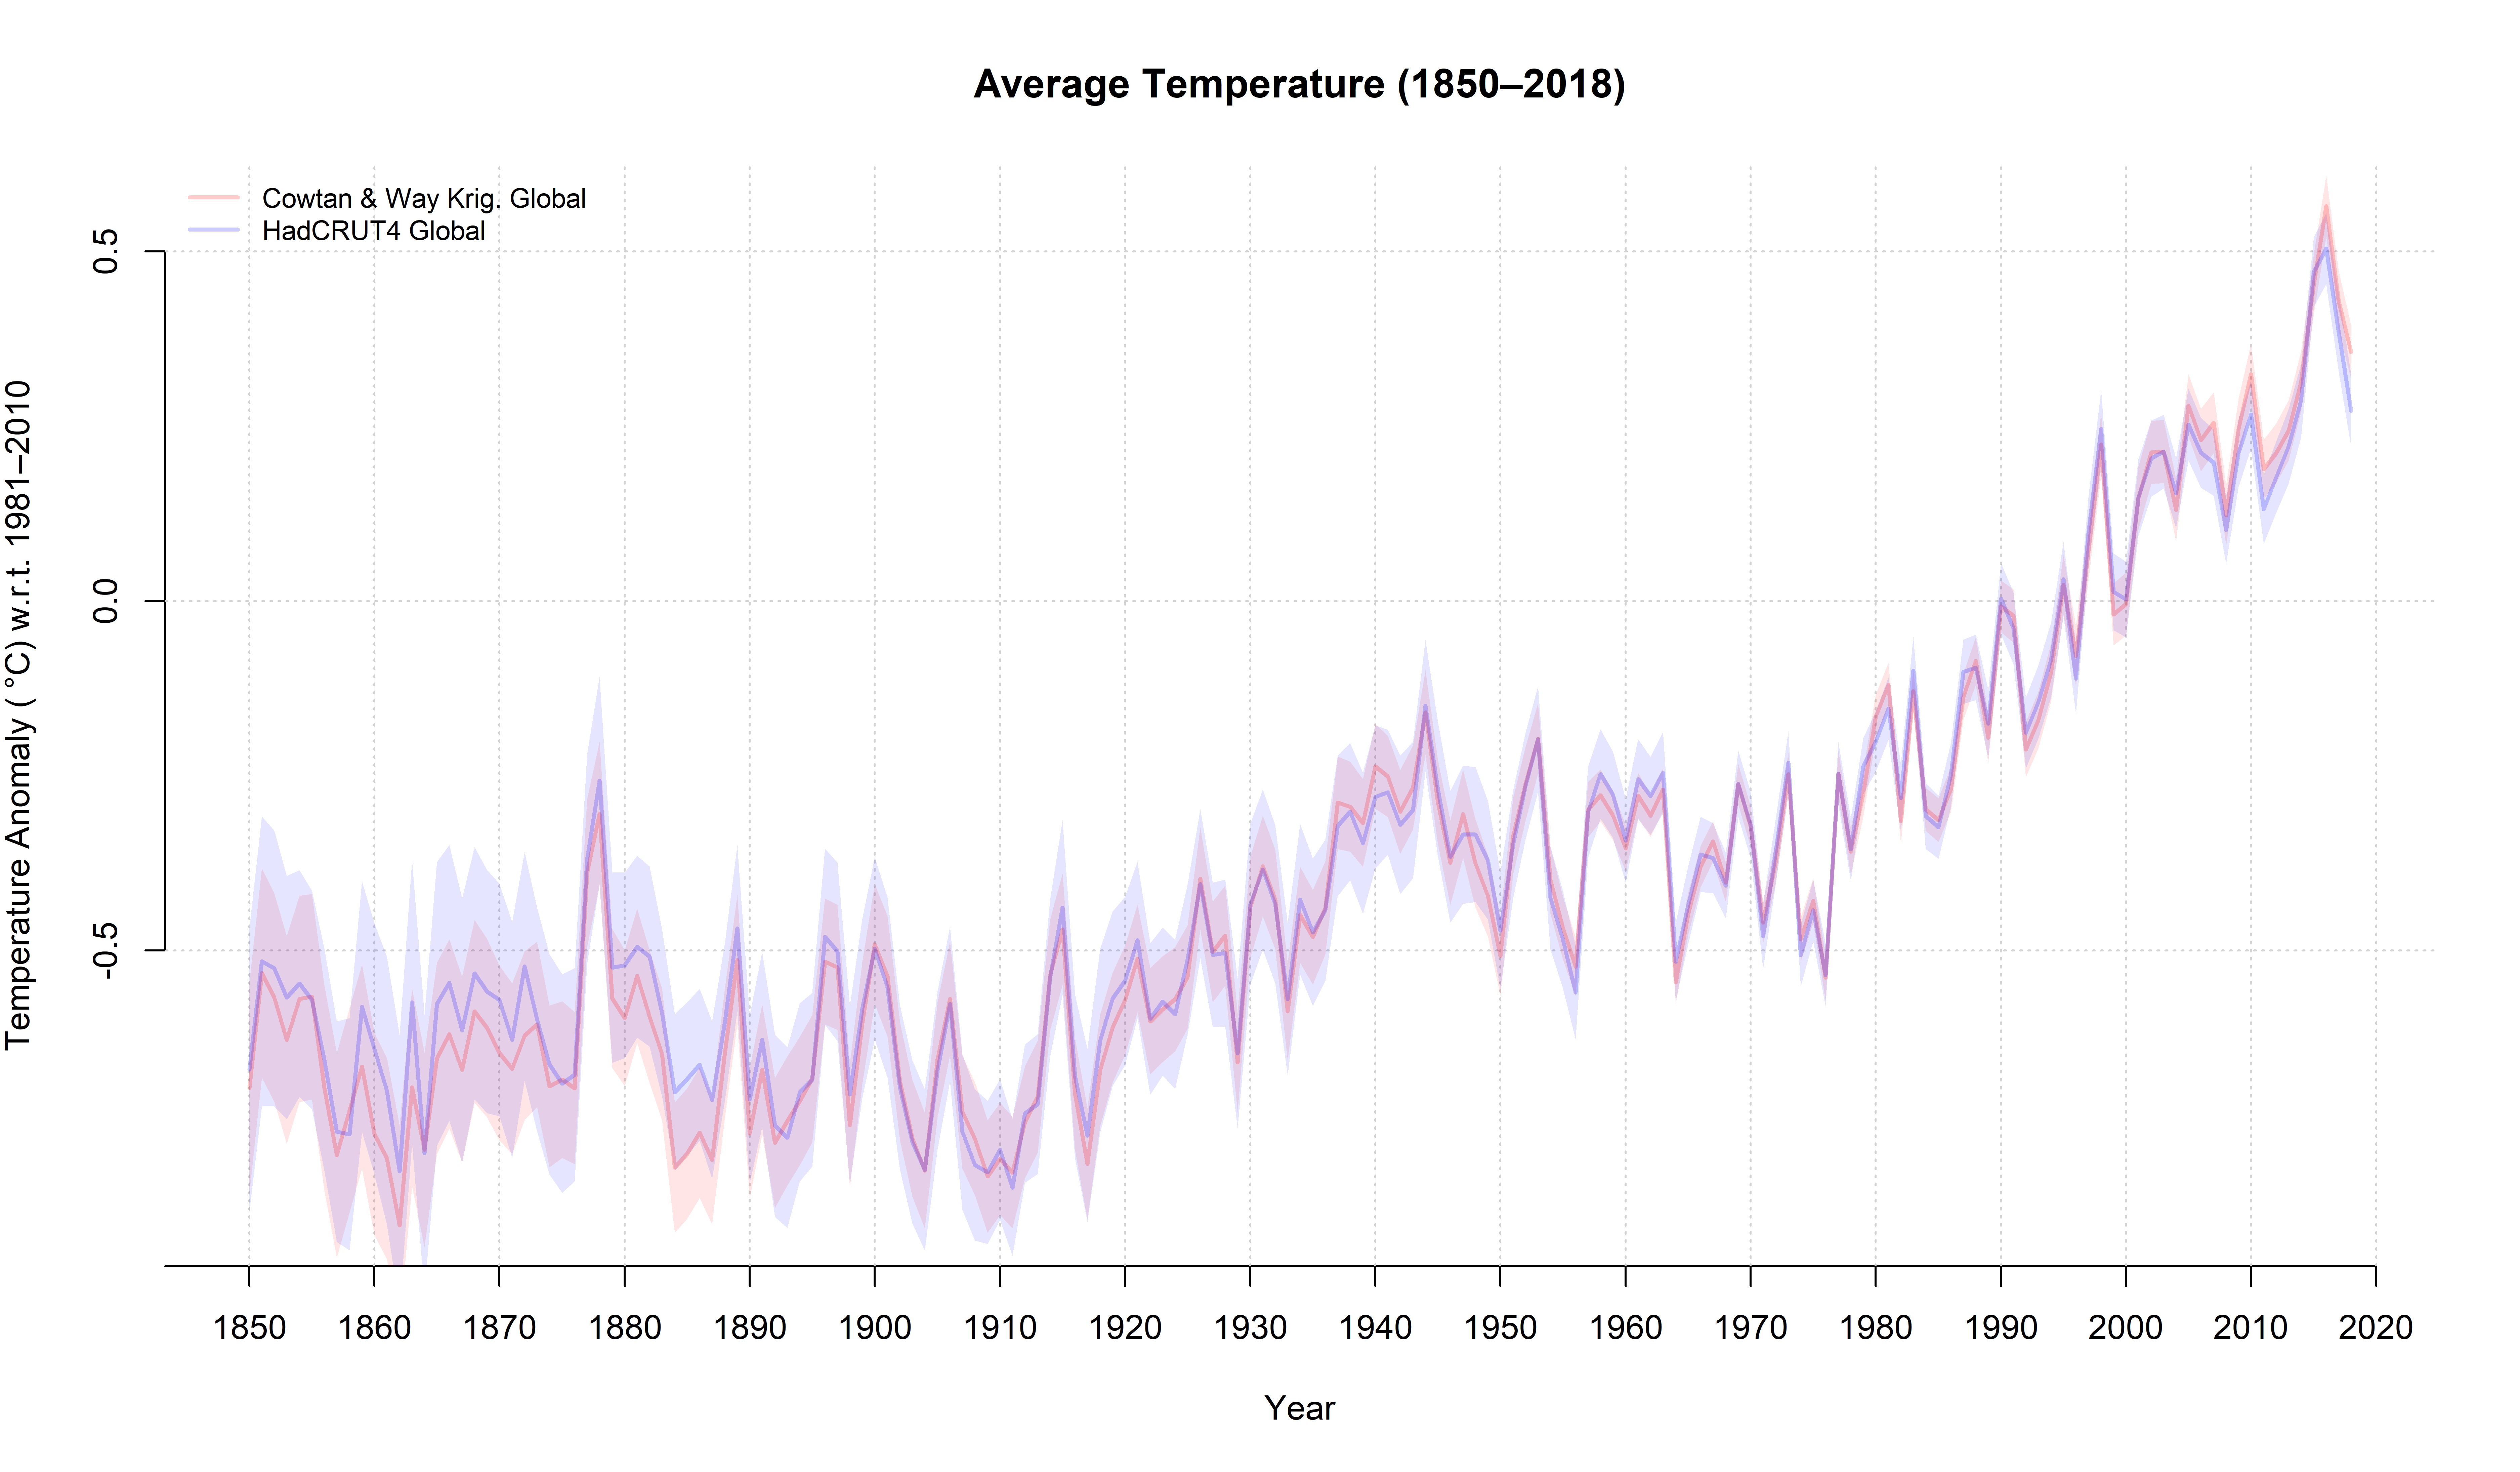 Average Temperature (1850–2018)
Cowtan & Way Krig. Global
HadCRUT4 Global
Temperature Anomaly ( °C) w.r.t. 1981–2010
0.5
0.0
-0.5
1850 1860 1870 1880 1890 1900 1910 1920 1930 1940 1950 1960 1970 1980 1990 2000 2010 2020
Year